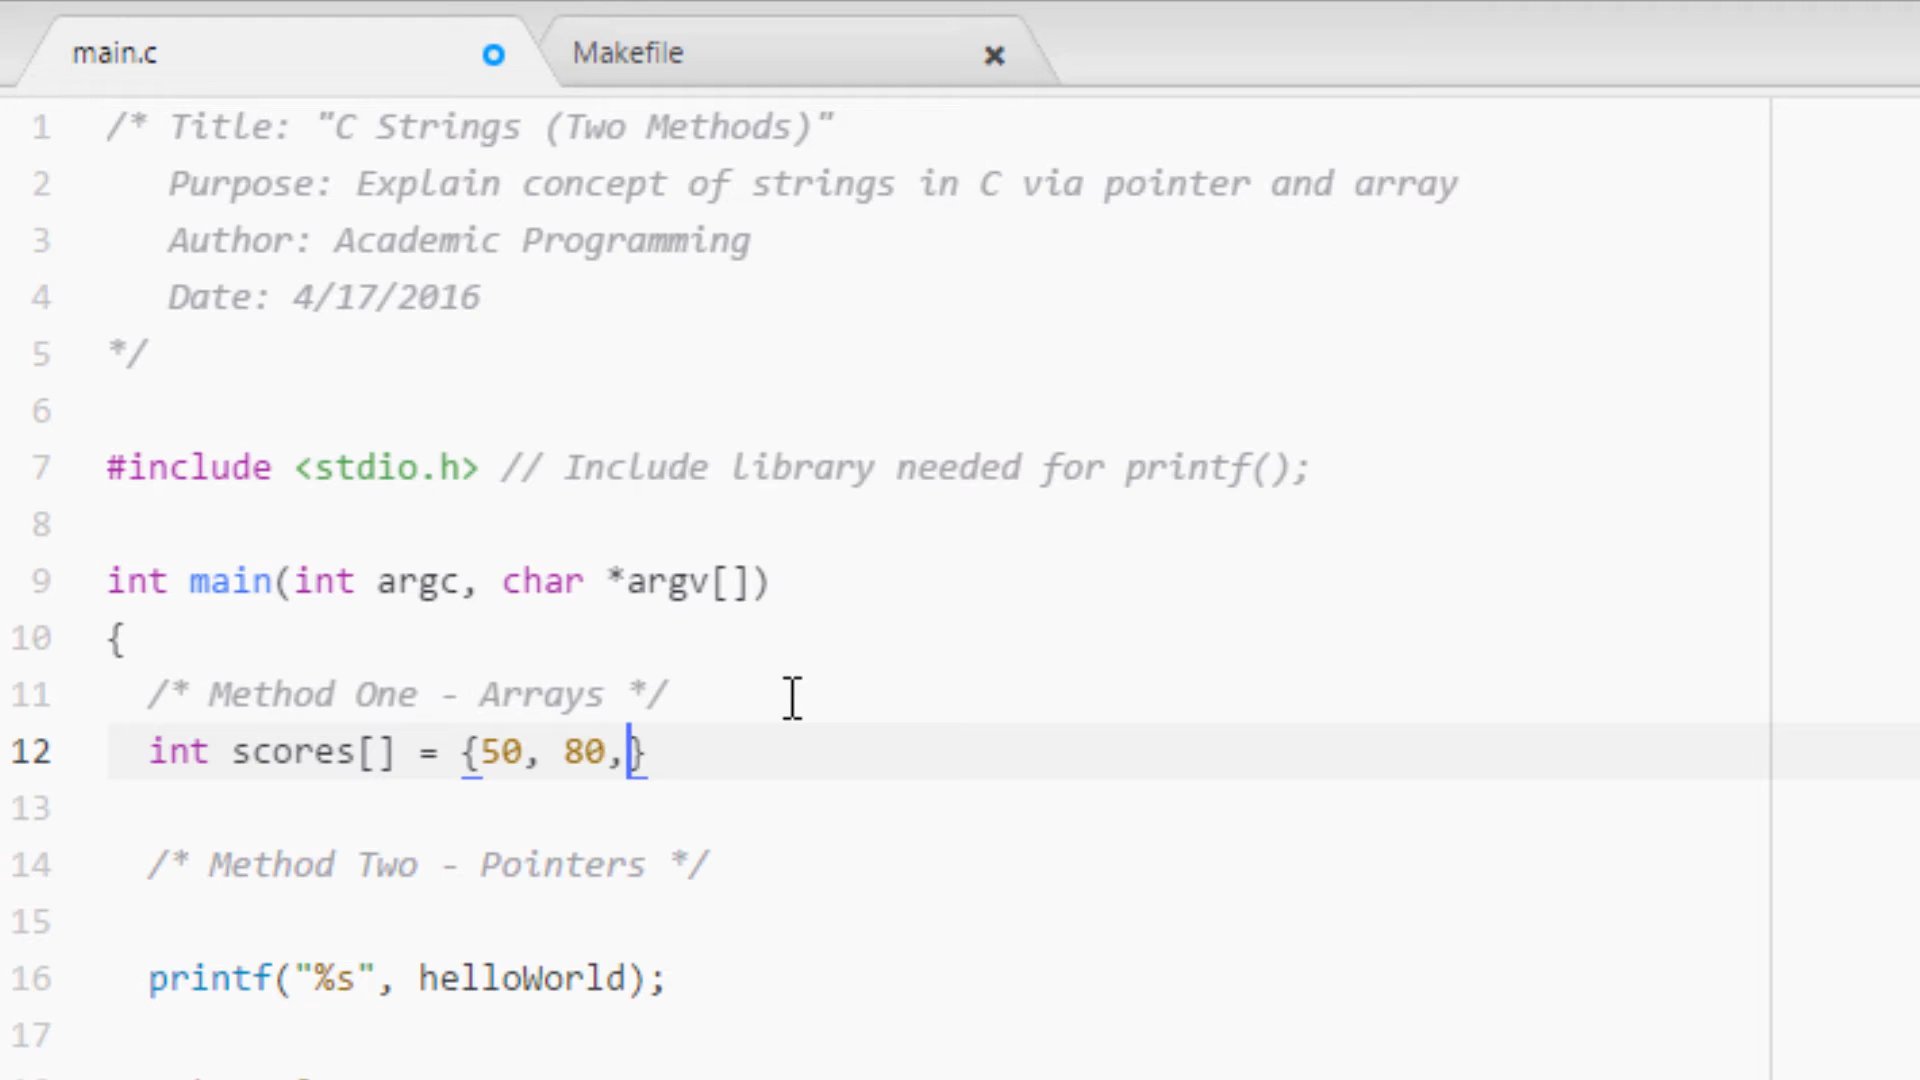 main.c
Makefile
1 /* Title: "C Strings (Two Methods)"
2 Purpose: Explain concept of strings in C via pointer and array
3 Author: Academic Programming
4 Date: 4/17/2016
5 */
6
7 #include <stdio.h> // Include library needed for printf();
8
9 int main(int argc, char *argv[])
10 {
11 /* Method One - Arrays */
12 int scores[] = {50, 80,}
13
14 /* Method Two - Pointers */
15
16 printf("%s", helloWorld);
17